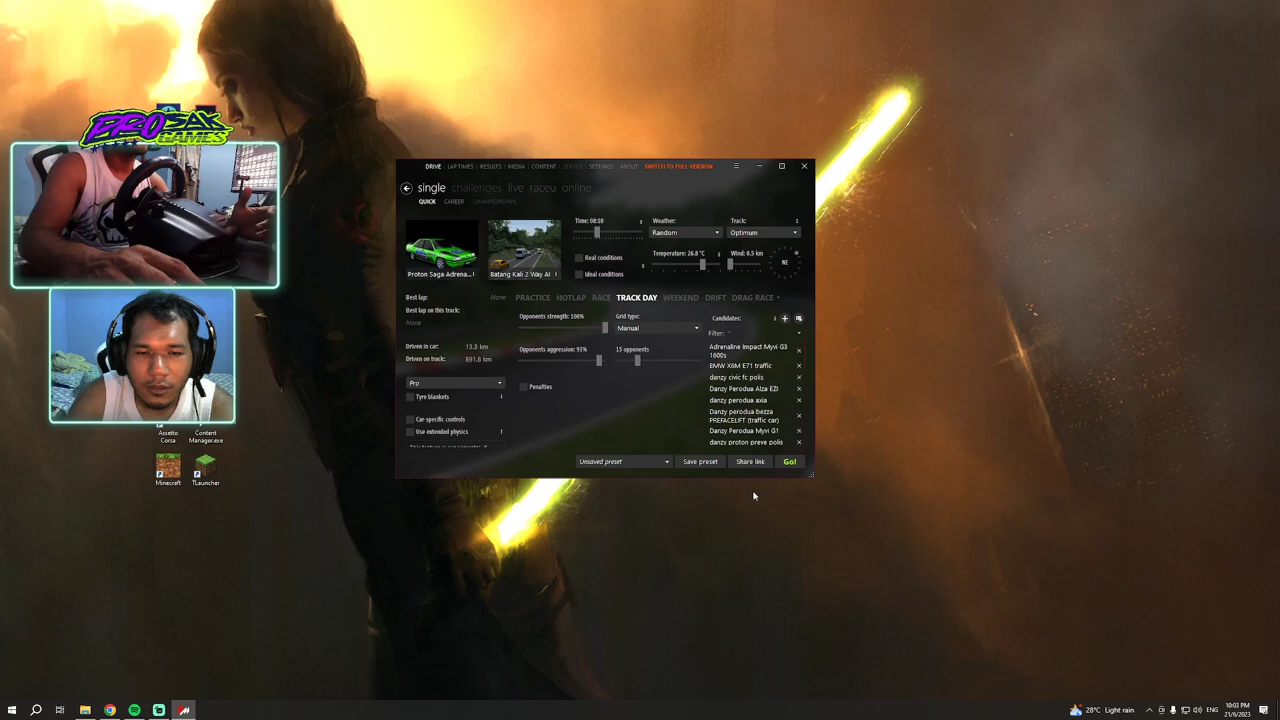 PROSAK
GAMES
DRIVE | LAP TIMES | RESULTS | MEDIA | CONTENT | SERVER | SETTINGS | ABOUT | SWITCH TO FULL VERSION
single challenges live raceu online
QUICK CAREER CHAMPIONSHIPS
Proton Saga Adrena...
Batang Kali 2 Way AI
Time: 08:10
Weather:
Random
Track:
Optimum
Real conditions
Ideal conditions
Temperature: 26.8 °C
Wind: 0.5 km
NE
Best lap: None
Best lap on this track:
None
Driven in car: 13.3 km
Driven on track: 891.8 km
Pro
Tyre blankets
Car-specific controls
Use extended physics
PRACTICE HOTLAP RACE TRACK DAY WEEKEND DRIFT DRAG RACE
Opponents strength: 100%
Grid type:
Manual
Opponents aggression: 93%
15 opponents
Penalties
Candidates:
Filter:
Adrenaline Impact Myvi G3
1600s
BMW X6M E71 traffic
danzy civic fc polis
Danzy Perodua Alza EZI
danzy perodua axia
Danzy perodua bezza
PREFACELIFT (traffic car)
Danzy Perodua Myvi G1
danzy proton preve polis
Unsaved preset
Save preset
Share link
Go!
Assetto
Corsa
Content
Manager.exe
Minecraft
TLauncher
28°C Light rain
ENG
10:03 PM
21/6/2023